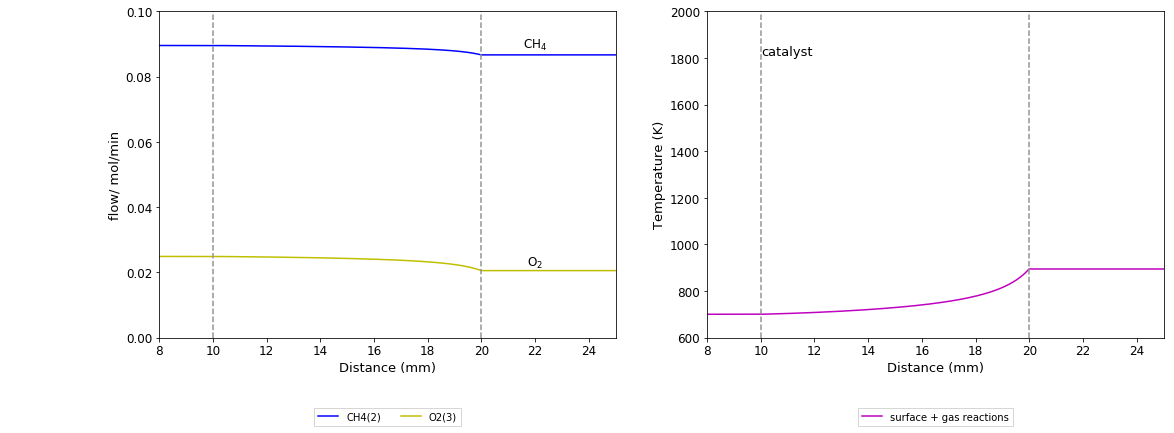 0.10
0.08
0.06
0.04
0.02
0.00
flow/ mol/min
CH4
O2
8 10 12 14 16 18 20 22 24
Distance (mm)
CH4(2) O2(3)
2000
1800
1600
1400
1200
1000
800
600
Temperature (K)
catalyst
8 10 12 14 16 18 20 22 24
Distance (mm)
surface + gas reactions